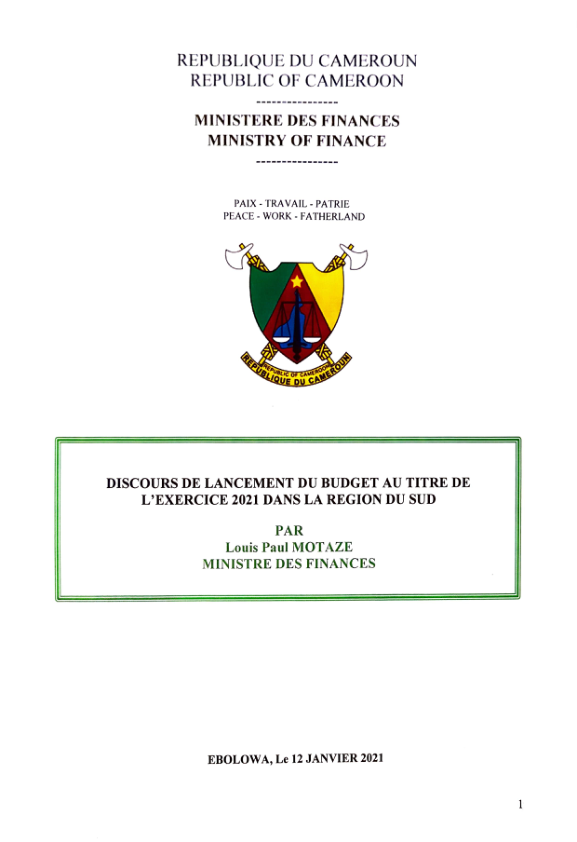 REPUBLIQUE DU CAMEROUN
REPUBLIC OF CAMEROON
----------------
MINISTERE DES FINANCES
MINISTRY OF FINANCE
----------------
PAIX - TRAVAIL - PATRIE
PEACE - WORK - FATHERLAND
REPUBLIC OF CAMEROON
REPUBLIQUE DU CAMEROUN
DISCOURS DE LANCEMENT DU BUDGET AU TITRE DE
L'EXERCICE 2021 DANS LA REGION DU SUD
PAR
Louis Paul MOTAZE
MINISTRE DES FINANCES
EBOLOWA, Le 12 JANVIER 2021
1